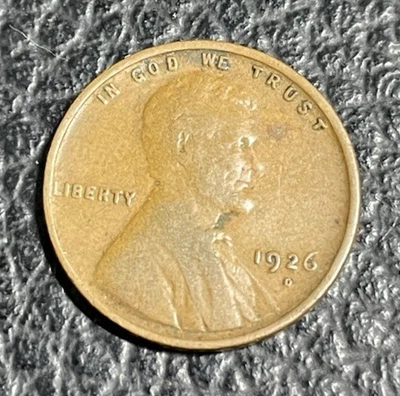 IN GOD WE TRUST
LIBERTY
1926
D